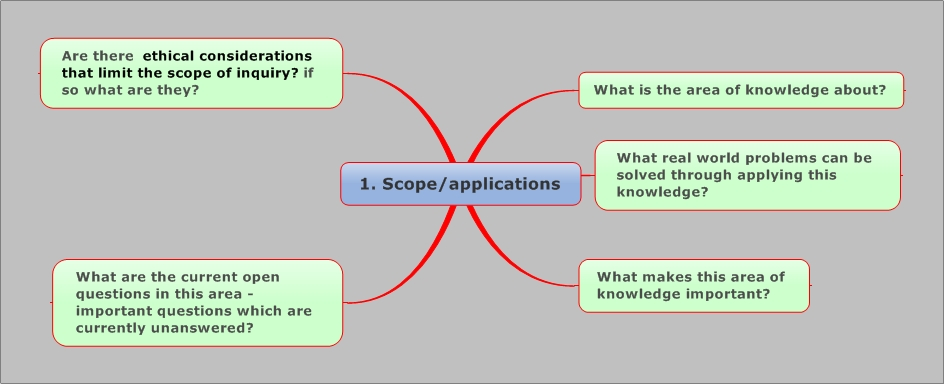 Are there  ethical considerations
that limit the scope of inquiry? if
so what are they?
What is the area of knowledge about?
What real world problems can be
solved through applying this
knowledge?
1. Scope/applications
What are the current open
questions in this area -
important questions which are
currently unanswered?
What makes this area of
knowledge important?